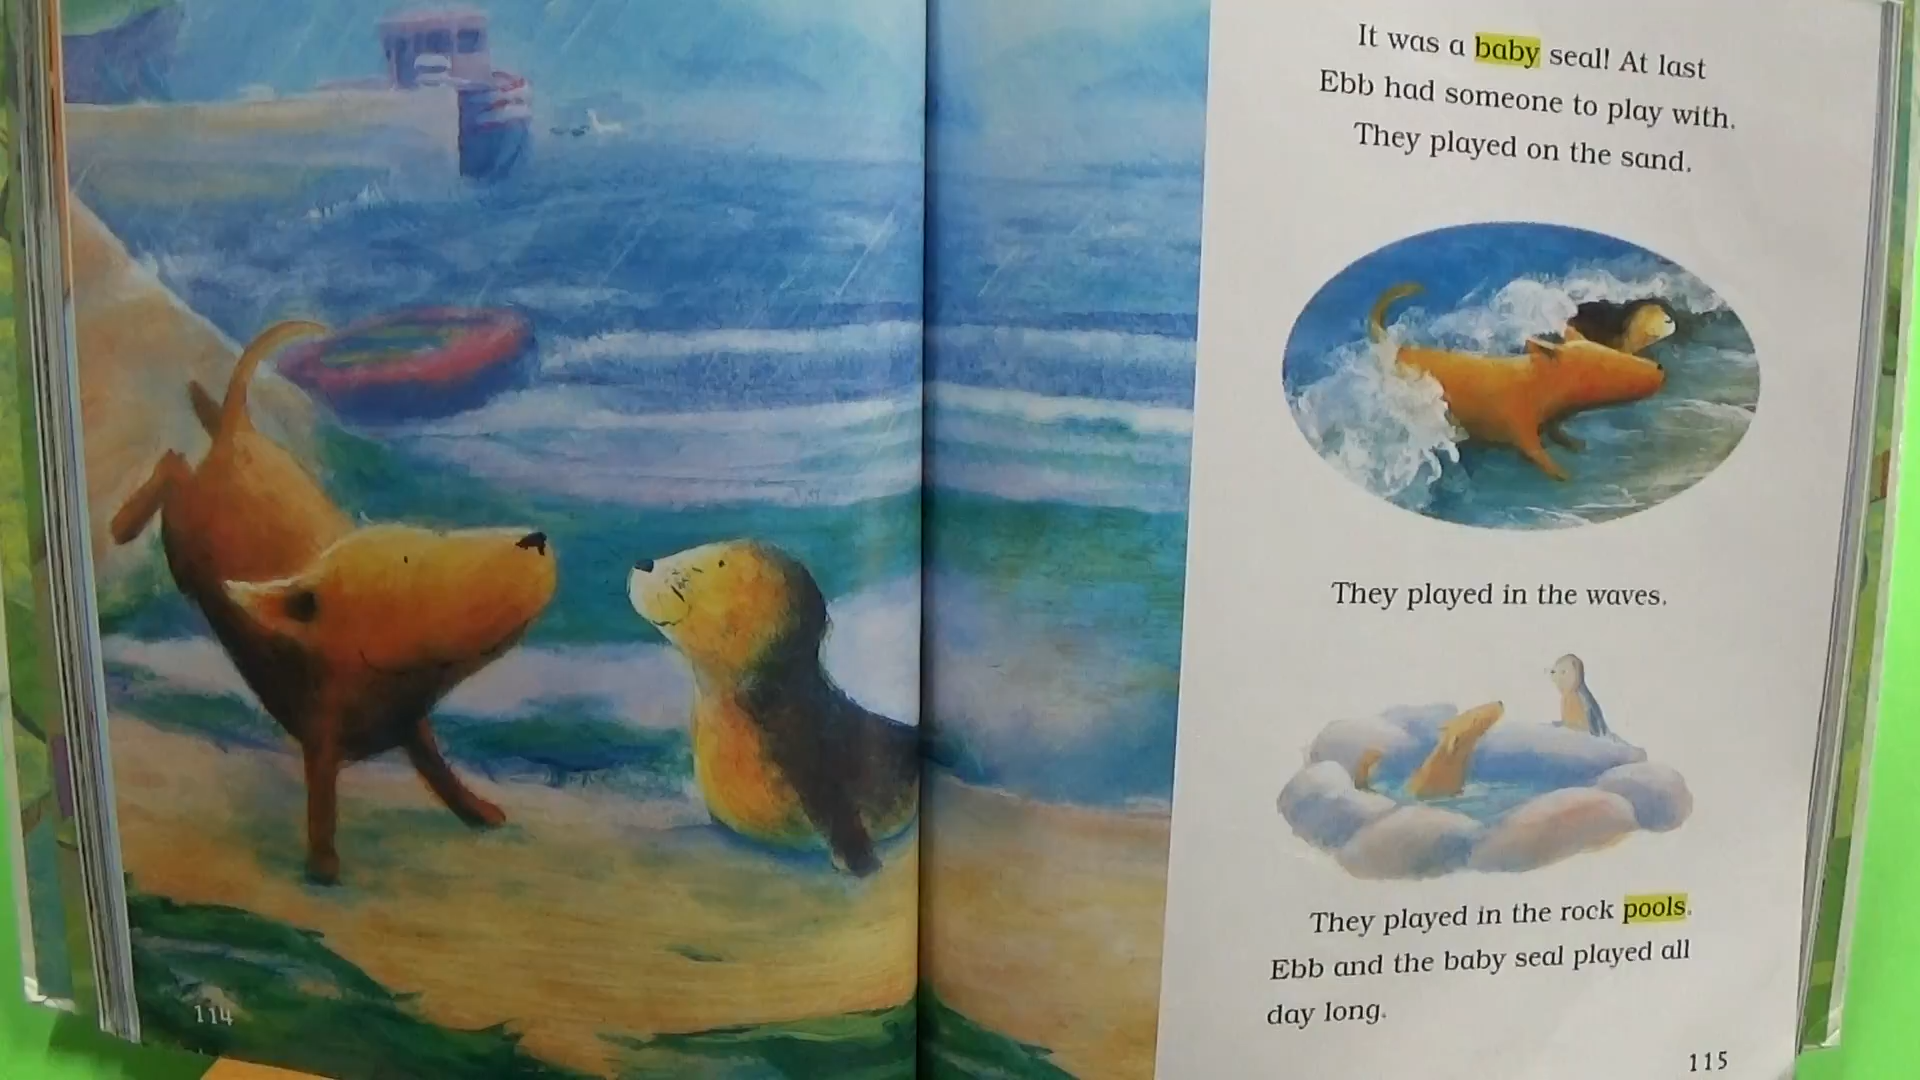 It was a baby seal! At last
Ebb had someone to play with.
They played on the sand.
They played in the waves.
They played in the rock pools.
Ebb and the baby seal played all
day long.
114
115